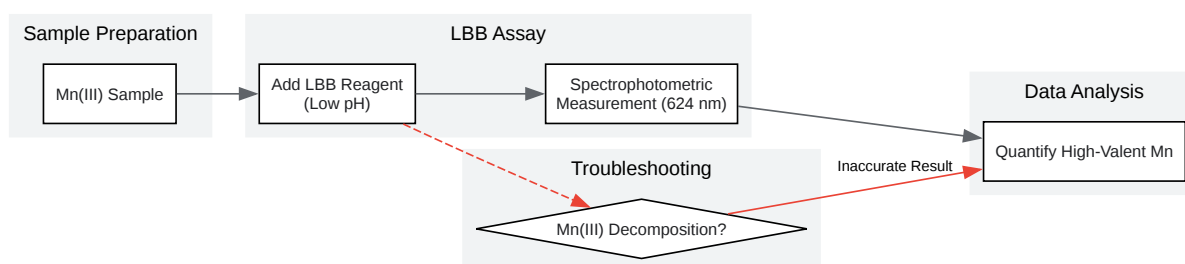 Sample Preparation
Mn(III) Sample
LBB Assay
Add LBB Reagent
(Low pH)
Spectrophotometric
Measurement (624 nm)
Troubleshooting
Mn(III) Decomposition?
Inaccurate Result
Data Analysis
Quantify High-Valent Mn